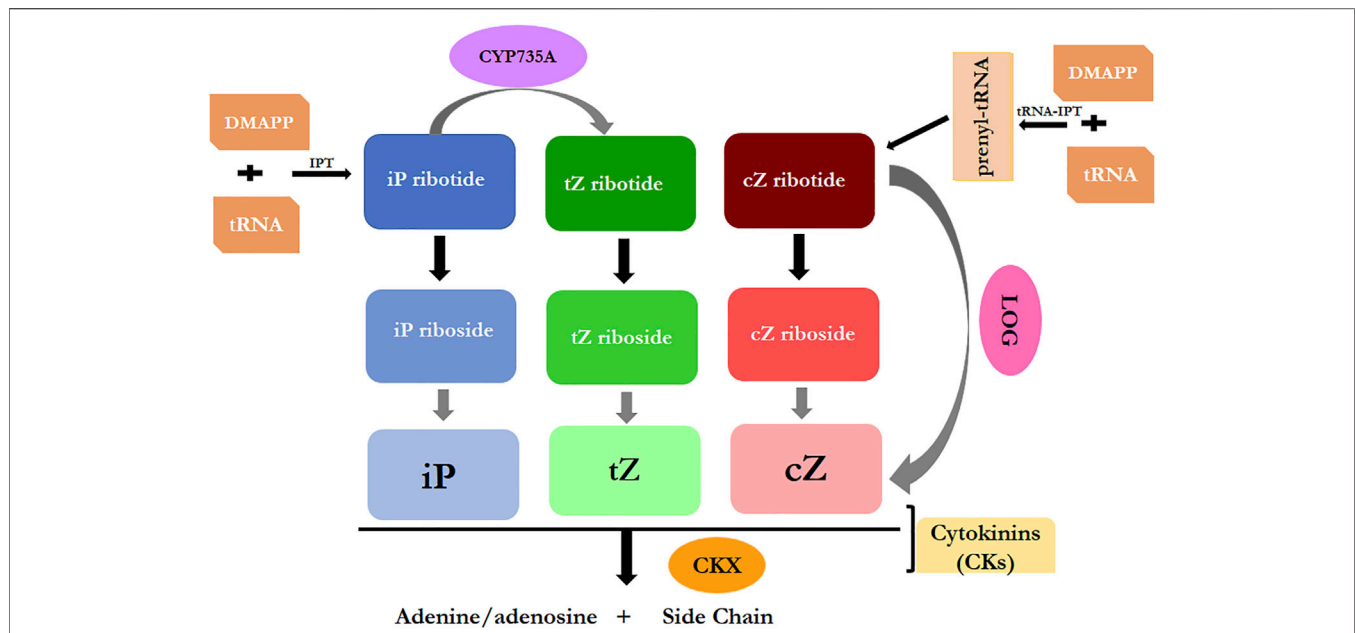 CYP735A
DMAPP
IPT
tRNA
iP ribotide
tZ ribotide
cZ ribotide
prenyl-tRNA
DMAPP
tRNA-IPT
tRNA
iP riboside
tZ riboside
cZ riboside
LOG
iP
tZ
cZ
Cytokinins
(CKs)
CKX
Adenine/adenosine + Side Chain